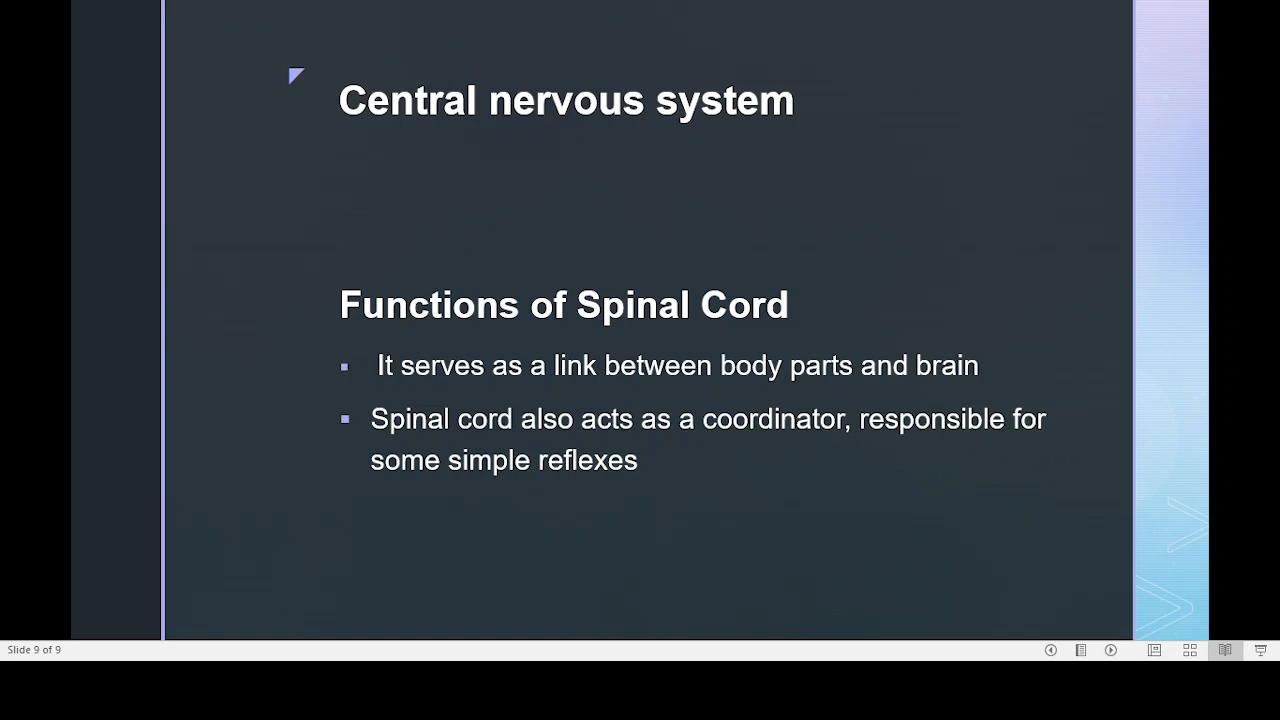 Central nervous system
Functions of Spinal Cord
It serves as a link between body parts and brain
Spinal cord also acts as a coordinator, responsible for
some simple reflexes
Slide 9 of 9